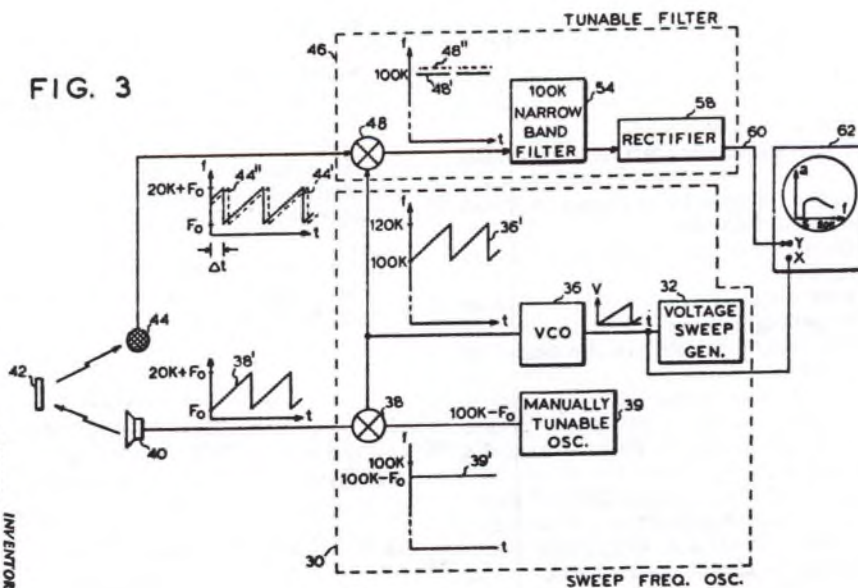 TUNABLE FILTER
FIG. 3
46
f
48"
100K
48'
t
100K
NARROW
BAND
FILTER
54
58
RECTIFIER
60
62
a
f
Y
X
48
f
44" 44'
20K+F₀
F₀
t
Δt
f
120K
100K
36'
t
36
VCO
V
t
32
VOLTAGE
SWEEP
GEN.
44
42
40
20K+F₀
38'
F₀
t
38
100K-F₀
MANUALLY
TUNABLE
OSC.
39
f
100K
100K-F₀
39'
t
30
SWEEP FREQ. OSC.
INVENTOR